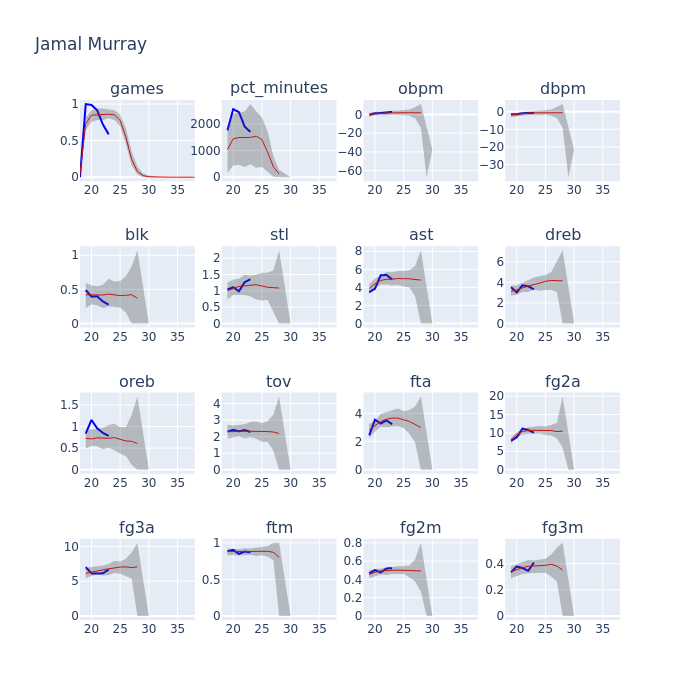 Jamal Murray
games pct_minutes obpm dbpm
1 0.5 0 20 25 30 35
2000 1000 0 20 25 30 35
0 −20 −40 −60 20 25 30 35
0 −10 −20 −30 20 25 30 35
blk stl ast dreb
1 0.5 0 20 25 30 35
2 1.5 1 0.5 0 20 25 30 35
8 6 4 2 0 20 25 30 35
6 4 2 0 20 25 30 35
oreb tov fta fg2a
1.5 1 0.5 0 20 25 30 35
4 3 2 1 0 20 25 30 35
4 2 0 20 25 30 35
20 15 10 5 0 20 25 30 35
fg3a ftm fg2m fg3m
10 5 0 20 25 30 35
1 0.5 0 20 25 30 35
0.8 0.6 0.4 0.2 0 20 25 30 35
0.4 0.2 0 20 25 30 35